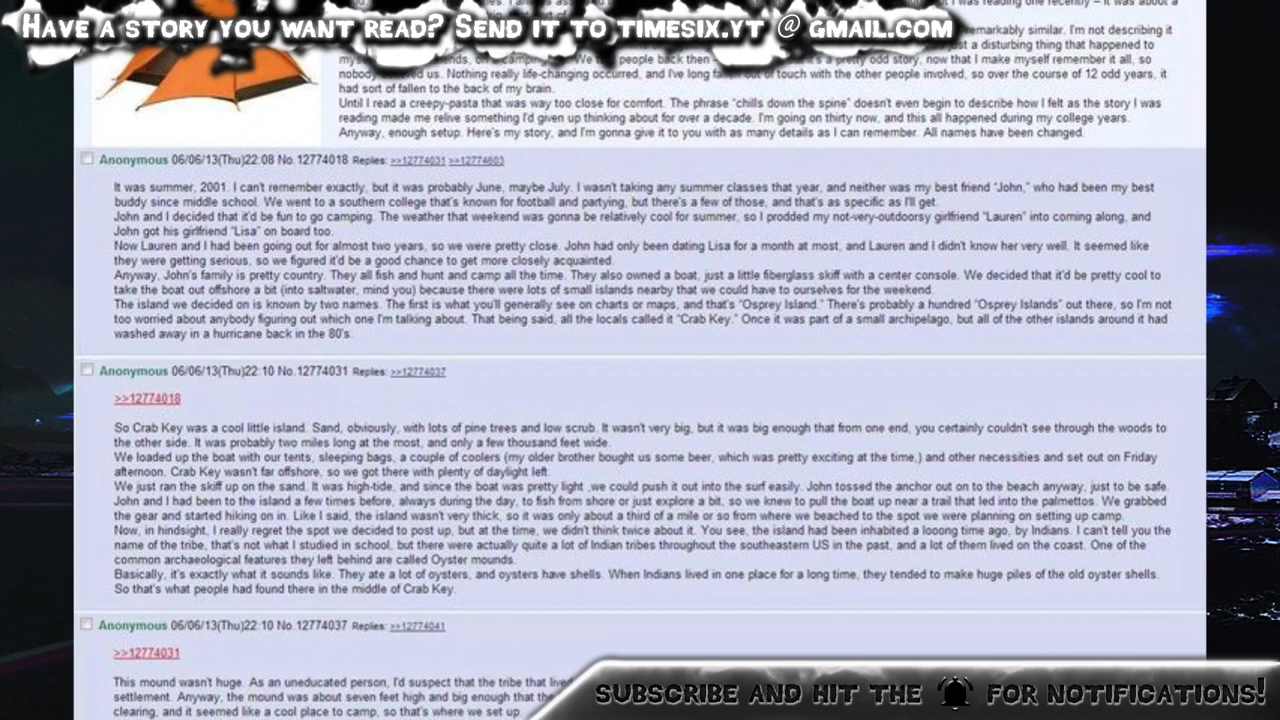 Have a story you want read? Send it to timesix.yt @ gmail.com
I was reading one recently – it was about a
remarkably similar. I'm not describing it
just a disturbing thing that happened to
people back then
pretty odd story, now that I make myself remember it all, so
nobody us. Nothing really life-changing occurred, and I've long out of touch with the other people involved, so over the course of 12 odd years, it
had sort of fallen to the back of my brain.
Until I read a creepy-pasta that was way too close for comfort. The phrase "chills down the spine" doesn't even begin to describe how I felt as the story I was
reading made me relive something I'd given up thinking about for over a decade. I'm going on thirty now, and this all happened during my college years.
Anyway, enough setup. Here's my story, and I'm gonna give it to you with as many details as I can remember. All names have been changed.
Anonymous 06/06/13(Thu)22:08 No.12774018 Replies: >>12774031 >>12774603
It was summer, 2001. I can't remember exactly, but it was probably June, maybe July. I wasn't taking any summer classes that year, and neither was my best friend "John," who had been my best
buddy since middle school. We went to a southern college that's known for football and partying, but there's a few of those, and that's as specific as I'll get.
John and I decided that it'd be fun to go camping. The weather that weekend was gonna be relatively cool for summer, so I prodded my not-very-outdoorsy girlfriend "Lauren" into coming along, and
John got his girlfriend "Lisa" on board too.
Now Lauren and I had been going out for almost two years, so we were pretty close. John had only been dating Lisa for a month at most, and Lauren and I didn't know her very well. It seemed like
they were getting serious, so we figured it'd be a good chance to get more closely acquainted.
Anyway, John's family is pretty country. They all fish and hunt and camp all the time. They also owned a boat, just a little fiberglass skiff with a center console. We decided that it'd be pretty cool to
take the boat out offshore a bit (into saltwater, mind you) because there were lots of small islands nearby that we could have to ourselves for the weekend.
The island we decided on is known by two names. The first is what you'll generally see on charts or maps, and that's "Osprey Island." There's probably a hundred "Osprey Islands" out there, so I'm not
too worried about anybody figuring out which one I'm talking about. That being said, all the locals called it "Crab Key." Once it was part of a small archipelago, but all of the other islands around it had
washed away in a hurricane back in the 80's.
Anonymous 06/06/13(Thu)22:10 No.12774031 Replies: >>12774037
>>12774018
So Crab Key was a cool little island. Sand, obviously, with lots of pine trees and low scrub. It wasn't very big, but it was big enough that from one end, you certainly couldn't see through the woods to
the other side. It was probably two miles long at the most, and only a few thousand feet wide.
We loaded up the boat with our tents, sleeping bags, a couple of coolers (my older brother bought us some beer, which was pretty exciting at the time,) and other necessities and set out on Friday
afternoon. Crab Key wasn't far offshore, so we got there with plenty of daylight left.
We just ran the skiff up on the sand. It was high-tide, and since the boat was pretty light ,we could push it out into the surf easily. John tossed the anchor out on to the beach anyway, just to be safe.
John and I had been to the island a few times before, always during the day, to fish from shore or just explore a bit, so we knew to pull the boat up near a trail that led into the palmettos. We grabbed
the gear and started hiking on in. Like I said, the island wasn't very thick, so it was only about a third of a mile or so from where we beached to the spot we were planning on setting up camp.
Now, in hindsight, I really regret the spot we decided to post up, but at the time, we didn't think twice about it. You see, the island had been inhabited a looong time ago, by Indians. I can't tell you the
name of the tribe, that's not what I studied in school, but there were actually quite a lot of Indian tribes throughout the southeastern US in the past, and a lot of them lived on the coast. One of the
common archaeological features they left behind are called Oyster mounds.
Basically, it's exactly what it sounds like. They ate a lot of oysters, and oysters have shells. When Indians lived in one place for a long time, they tended to make huge piles of the old oyster shells.
So that's what people had found there in the middle of Crab Key.
Anonymous 06/06/13(Thu)22:10 No.12774037 Replies: >>12774041
>>12774031
This mound wasn't huge. As an uneducated person, I'd suspect that the tribe that lived
settlement. Anyway, the mound was about seven feet high and big enough that the
clearing, and it seemed like a cool place to camp, so that's where we set up.
subscribe and hit the for notifications!